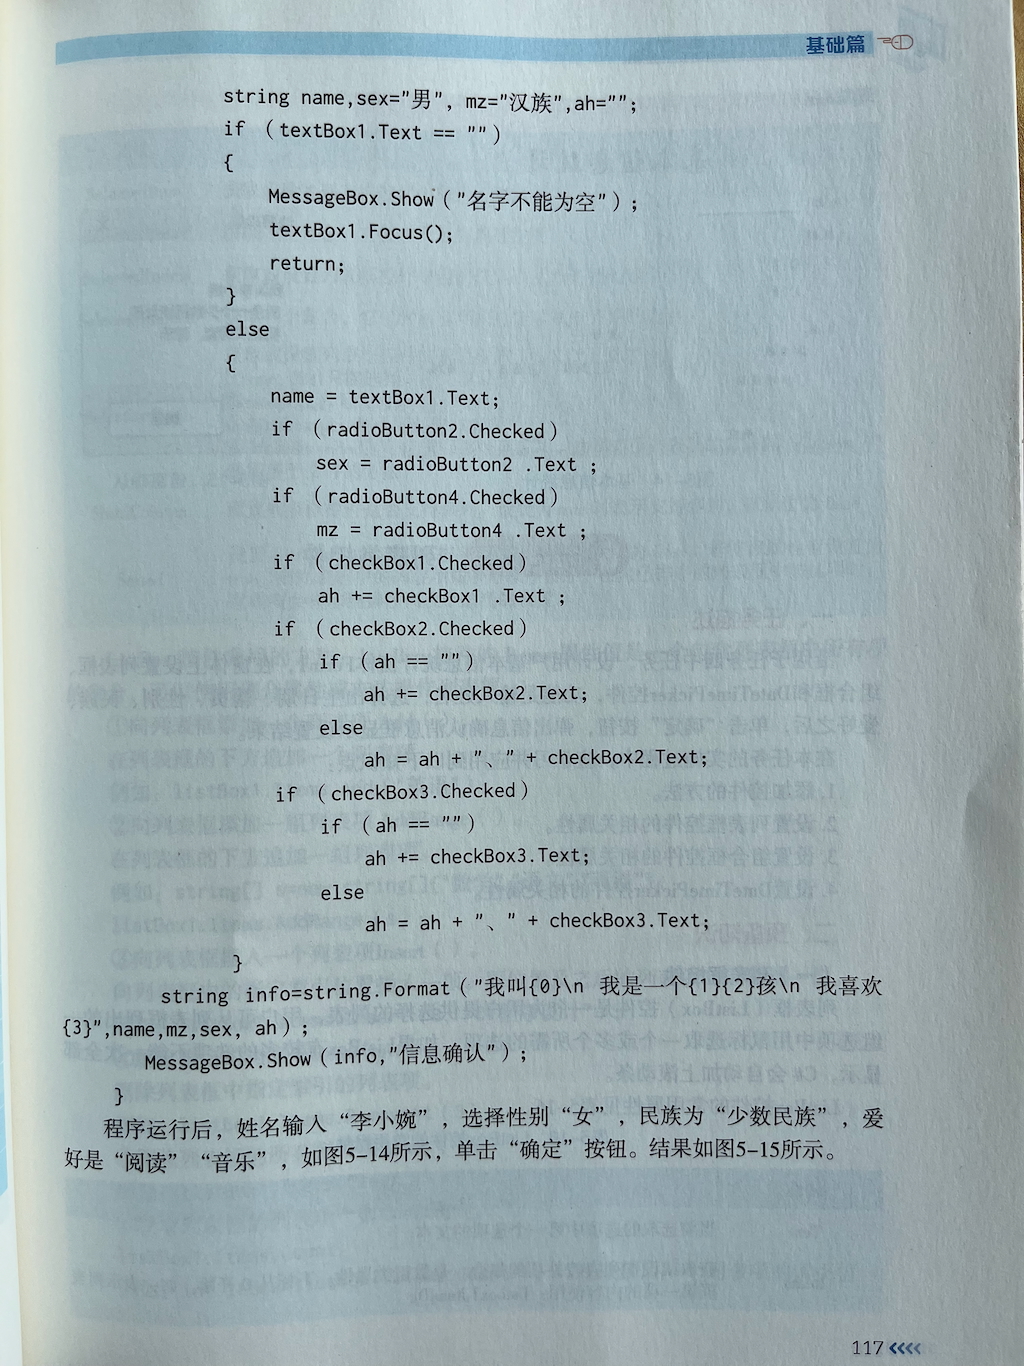 基础篇
string name,sex="男", mz="汉族",ah="";
if (textBox1.Text == "")
{
MessageBox.Show("名字不能为空");
textBox1.Focus();
return;
}
else
{
name = textBox1.Text;
if (radioButton2.Checked)
sex = radioButton2 .Text ;
if (radioButton4.Checked)
mz = radioButton4 .Text ;
if (checkBox1.Checked)
ah += checkBox1 .Text ;
if (checkBox2.Checked)
if (ah == "")
ah += checkBox2.Text;
else
ah = ah + "、" + checkBox2.Text;
if (checkBox3.Checked)
if (ah == "")
ah += checkBox3.Text;
else
ah = ah + "、" + checkBox3.Text;
}
string info=string.Format("我叫{0}\n 我是一个{1}{2}孩\n 我喜欢
{3}",name,mz,sex, ah);
MessageBox.Show(info,"信息确认");
}
程序运行后，姓名输入“李小婉”，选择性别“女”，民族为“少数民族”，爱
好是“阅读”“音乐”，如图5-14所示，单击“确定”按钮。结果如图5-15所示。
117